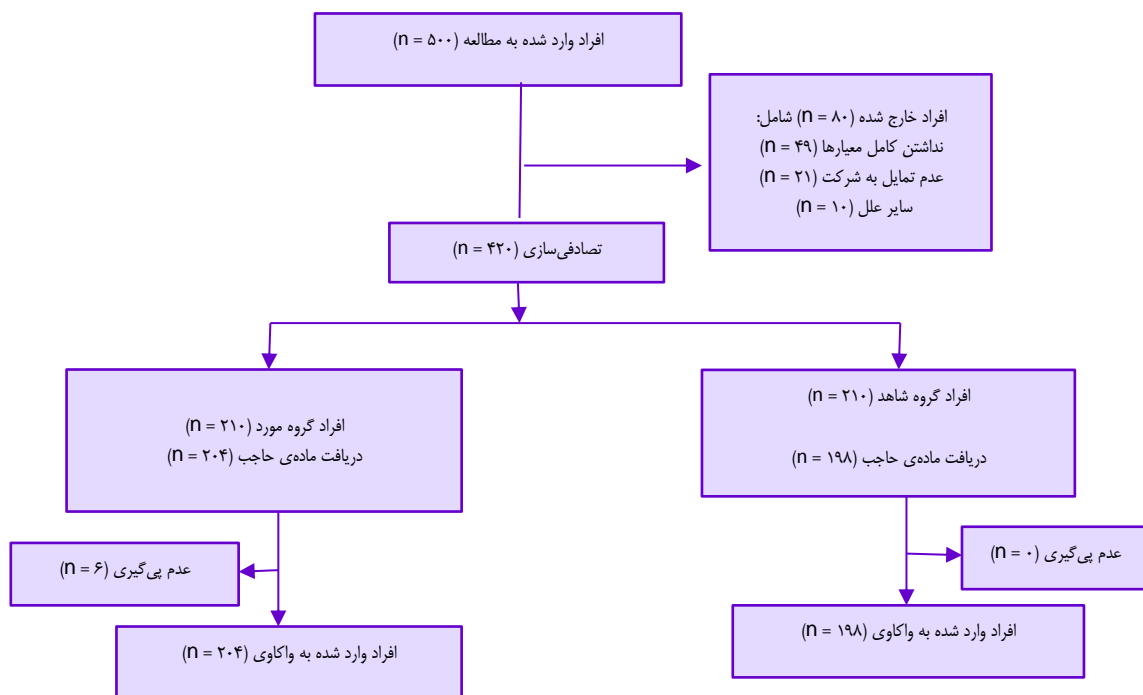 افراد وارد شده به مطالعه (n = ۵۰۰)
افراد خارج شده (n = ۸۰) شامل:
نداشتن کامل معیارها (n = ۴۹)
عدم تمایل به شرکت (n = ۲۱)
سایر علل (n = ۱۰)
تصادفی‌سازی (n = ۴۲۰)
افراد گروه شاهد (n = ۲۱۰)
دریافت ماده‌ی حاجب (n = ۱۹۸)
افراد گروه مورد (n = ۲۱۰)
دریافت ماده‌ی حاجب (n = ۲۰۴)
عدم پی‌گیری (n = ۰)
عدم پی‌گیری (n = ۶)
افراد وارد شده به واکاوی (n = ۱۹۸)
افراد وارد شده به واکاوی (n = ۲۰۴)